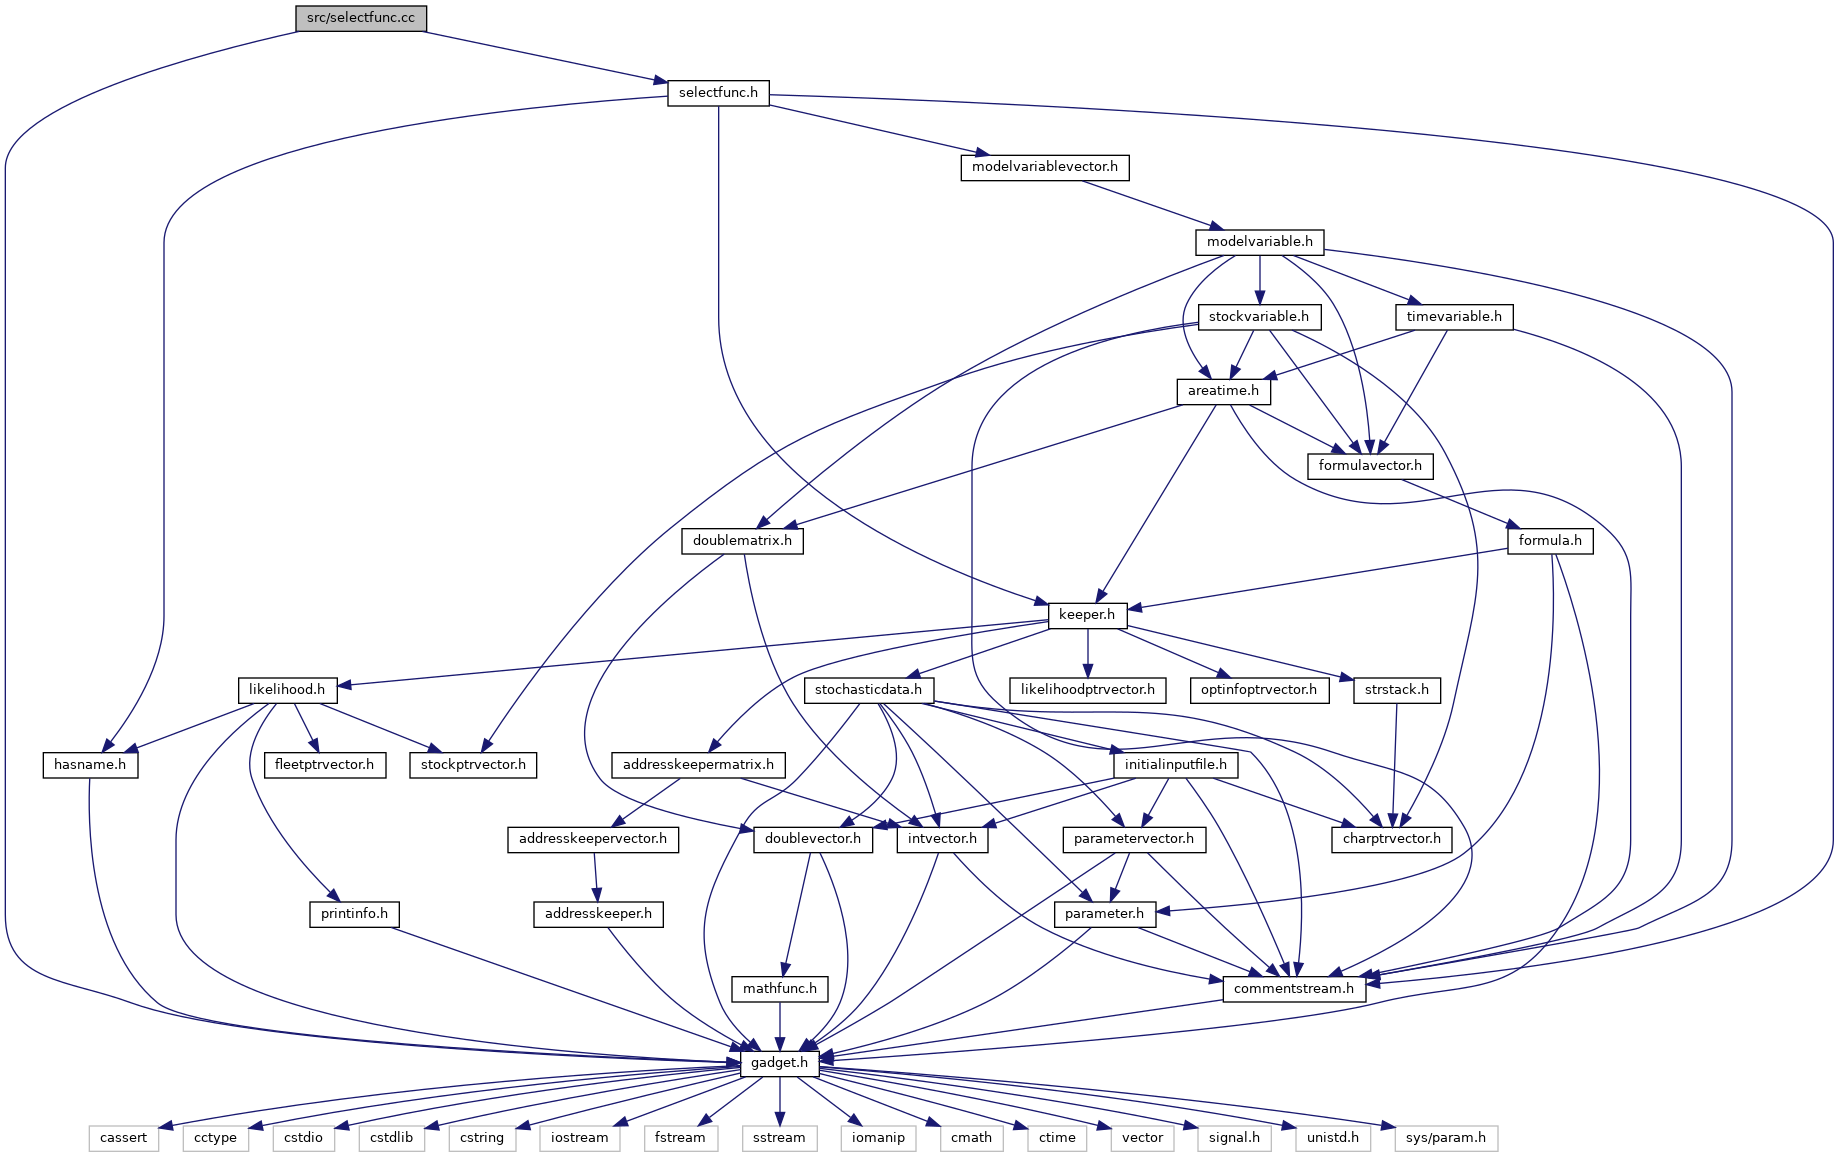 src/selectfunc.cc
selectfunc.h
modelvariablevector.h
modelvariable.h
stockvariable.h
timevariable.h
areatime.h
formulavector.h
doublematrix.h
formula.h
keeper.h
likelihood.h
stochasticdata.h
likelihoodptrvector.h
optinfoptrvector.h
strstack.h
hasname.h
fleetptrvector.h
stockptrvector.h
addresskeepermatrix.h
initialinputfile.h
addresskeepervector.h
doublevector.h
intvector.h
parametervector.h
charptrvector.h
printinfo.h
addresskeeper.h
parameter.h
mathfunc.h
commentstream.h
gadget.h
cassert
cctype
cstdio
cstdlib
cstring
iostream
fstream
sstream
iomanip
cmath
ctime
vector
signal.h
unistd.h
sys/param.h